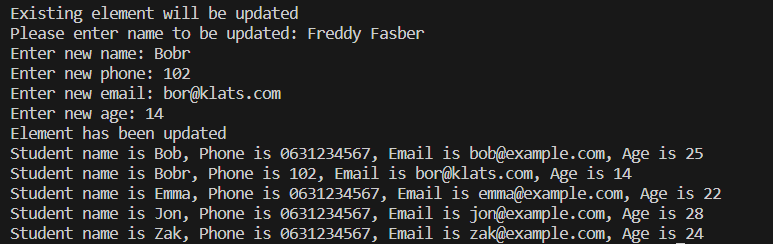 Existing element will be updated
Please enter name to be updated: Freddy Fasber
Enter new name: Bobr
Enter new phone: 102
Enter new email: bor@klats.com
Enter new age: 14
Element has been updated
Student name is Bob, Phone is 0631234567, Email is bob@example.com, Age is 25
Student name is Bobr, Phone is 102, Email is bor@klats.com, Age is 14
Student name is Emma, Phone is 0631234567, Email is emma@example.com, Age is 22
Student name is Jon, Phone is 0631234567, Email is jon@example.com, Age is 28
Student name is Zak, Phone is 0631234567, Email is zak@example.com, Age is 24